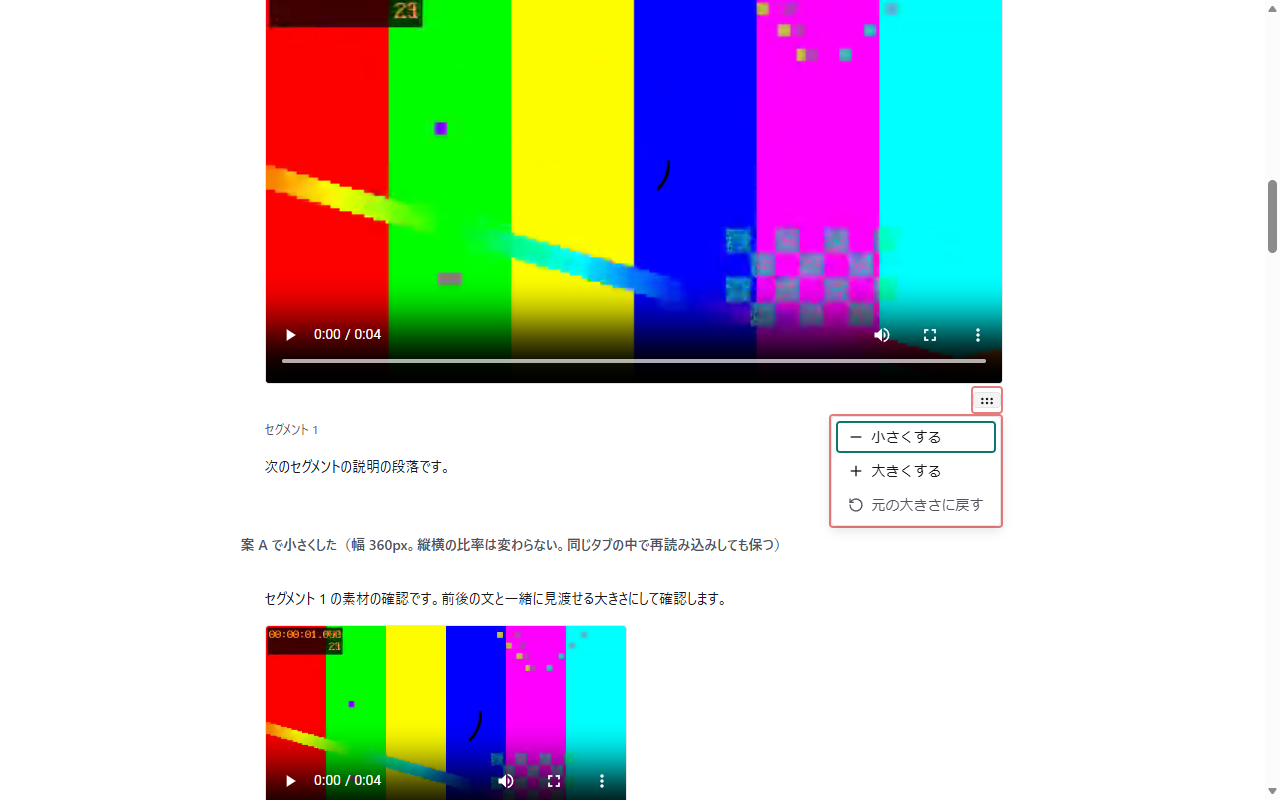 21
0:00 / 0:04
セグメント 1
次のセグメントの説明の段落です。
小さくする
大きくする
元の大きさに戻す
案 A で小さくした（幅 360px。縦横の比率は変わらない。同じタブの中で再読み込みしても保つ）
セグメント 1 の素材の確認です。前後の文と一緒に見渡せる大きさにして確認します。
00:00:01.000
21
0:00 / 0:04